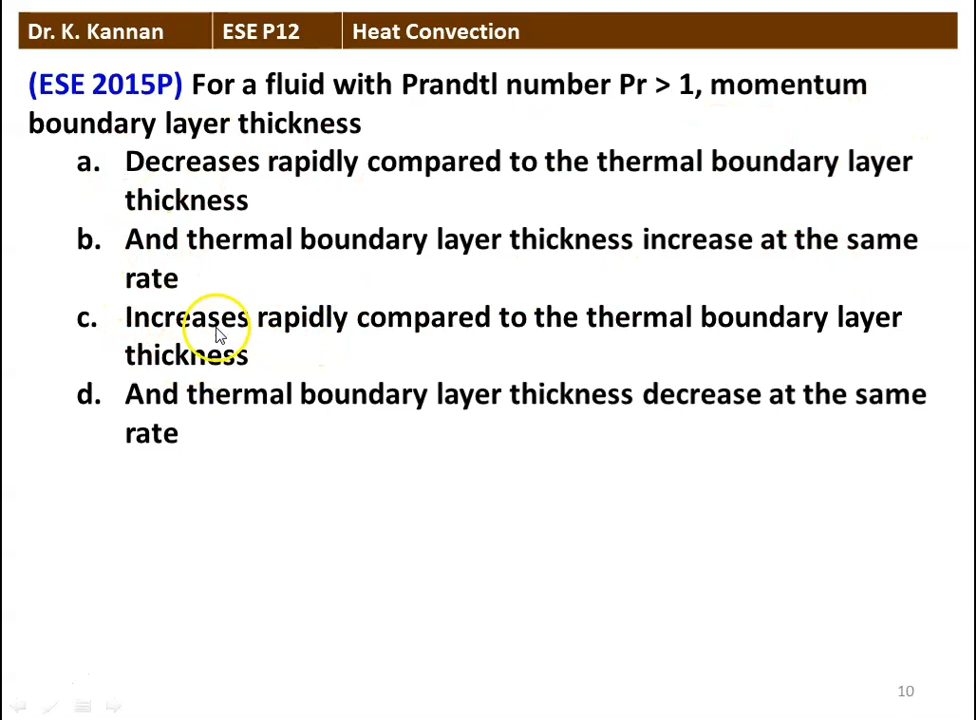 Dr. K. Kannan ESE P12 Heat Convection
(ESE 2015P) For a fluid with Prandtl number Pr > 1, momentum
boundary layer thickness
a. Decreases rapidly compared to the thermal boundary layer
thickness
b. And thermal boundary layer thickness increase at the same
rate
c. Increases rapidly compared to the thermal boundary layer
thickness
d. And thermal boundary layer thickness decrease at the same
rate
10